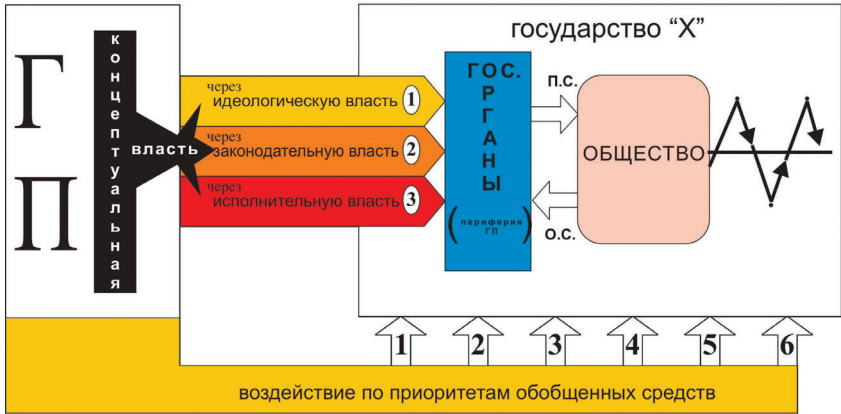 ГП
концептуальная
власть
через
идеологическую власть 1
через
законодательную власть 2
через
исполнительную власть 3
государство “Х”
ГОС.
ОРГАНЫ
(периферия
ГП)
П.С.
ОБЩЕСТВО
О.С.
1 2 3 4 5 6
воздействие по приоритетам обобщенных средств